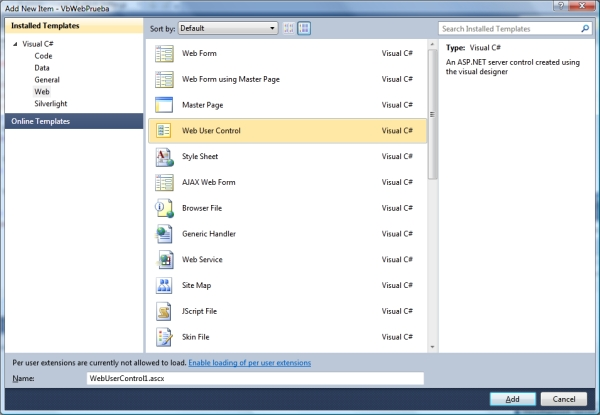 Add New Item - VbWebPrueba
Installed Templates
Visual C#
Code
Data
General
Web
Silverlight
Online Templates
Sort by: Default
Web Form Visual C#
Web Form using Master Page Visual C#
Master Page Visual C#
Web User Control Visual C#
Style Sheet Visual C#
AJAX Web Form Visual C#
Browser File Visual C#
Generic Handler Visual C#
Web Service Visual C#
Site Map Visual C#
JScript File Visual C#
Skin File Visual C#
Search Installed Templates
Type: Visual C#
An ASP.NET server control created using
the visual designer
Per user extensions are currently not allowed to load. Enable loading of per user extensions
Name: WebUserControl1.ascx
Add Cancel